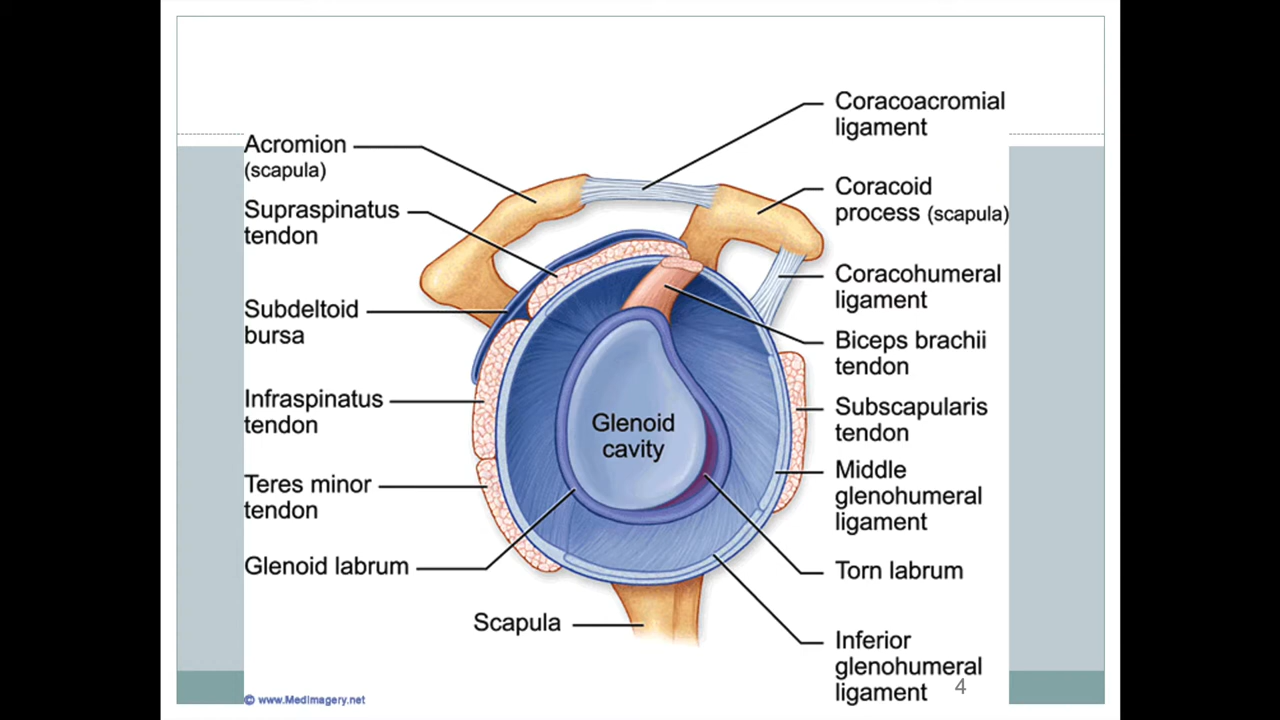 Acromion
(scapula)
Supraspinatus
tendon
Subdeltoid
bursa
Infraspinatus
tendon
Teres minor
tendon
Glenoid labrum
Scapula
Glenoid
cavity
Coracoacromial
ligament
Coracoid
process (scapula)
Coracohumeral
ligament
Biceps brachii
tendon
Subscapularis
tendon
Middle
glenohumeral
ligament
Torn labrum
Inferior
glenohumeral
ligament
4
© www.MedImagery.net